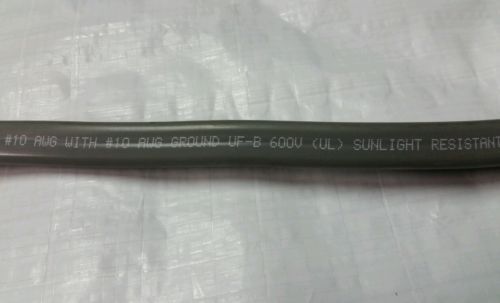 #10 AWG WITH #10 AWG GROUND UF-B 600V (UL) SUNLIGHT RESISTANT